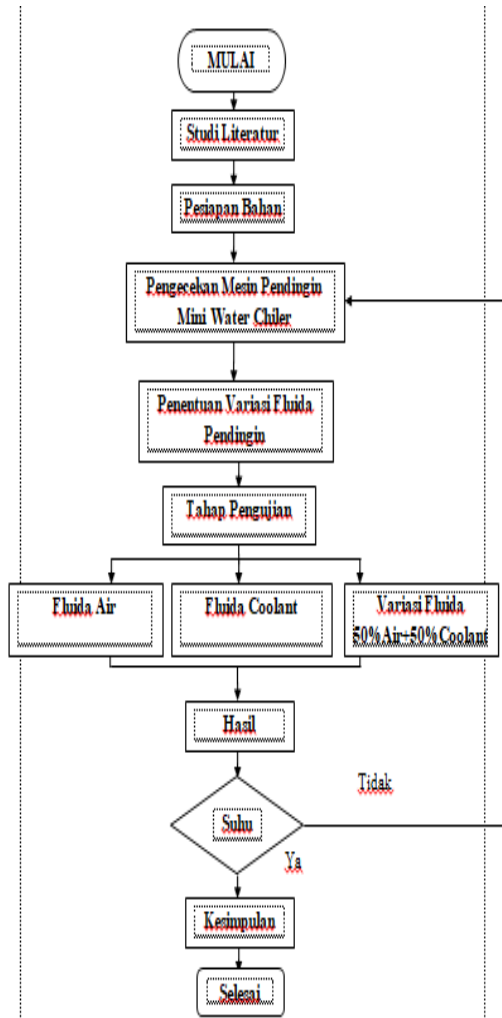 MULAI
Studi Literatur
Pesiapan Bahan
Pengecekan Mesin Pendingin
Mini Water Chiler
Penentuan Variasi Fluida
Pendingin
Tahap Pengujian
Fluida Air
Fluida Coolant
Variasi Fluida
50%Air+50%Coolant
Hasil
Tidak
Suhu
Ya
Kesimpulan
Selesai